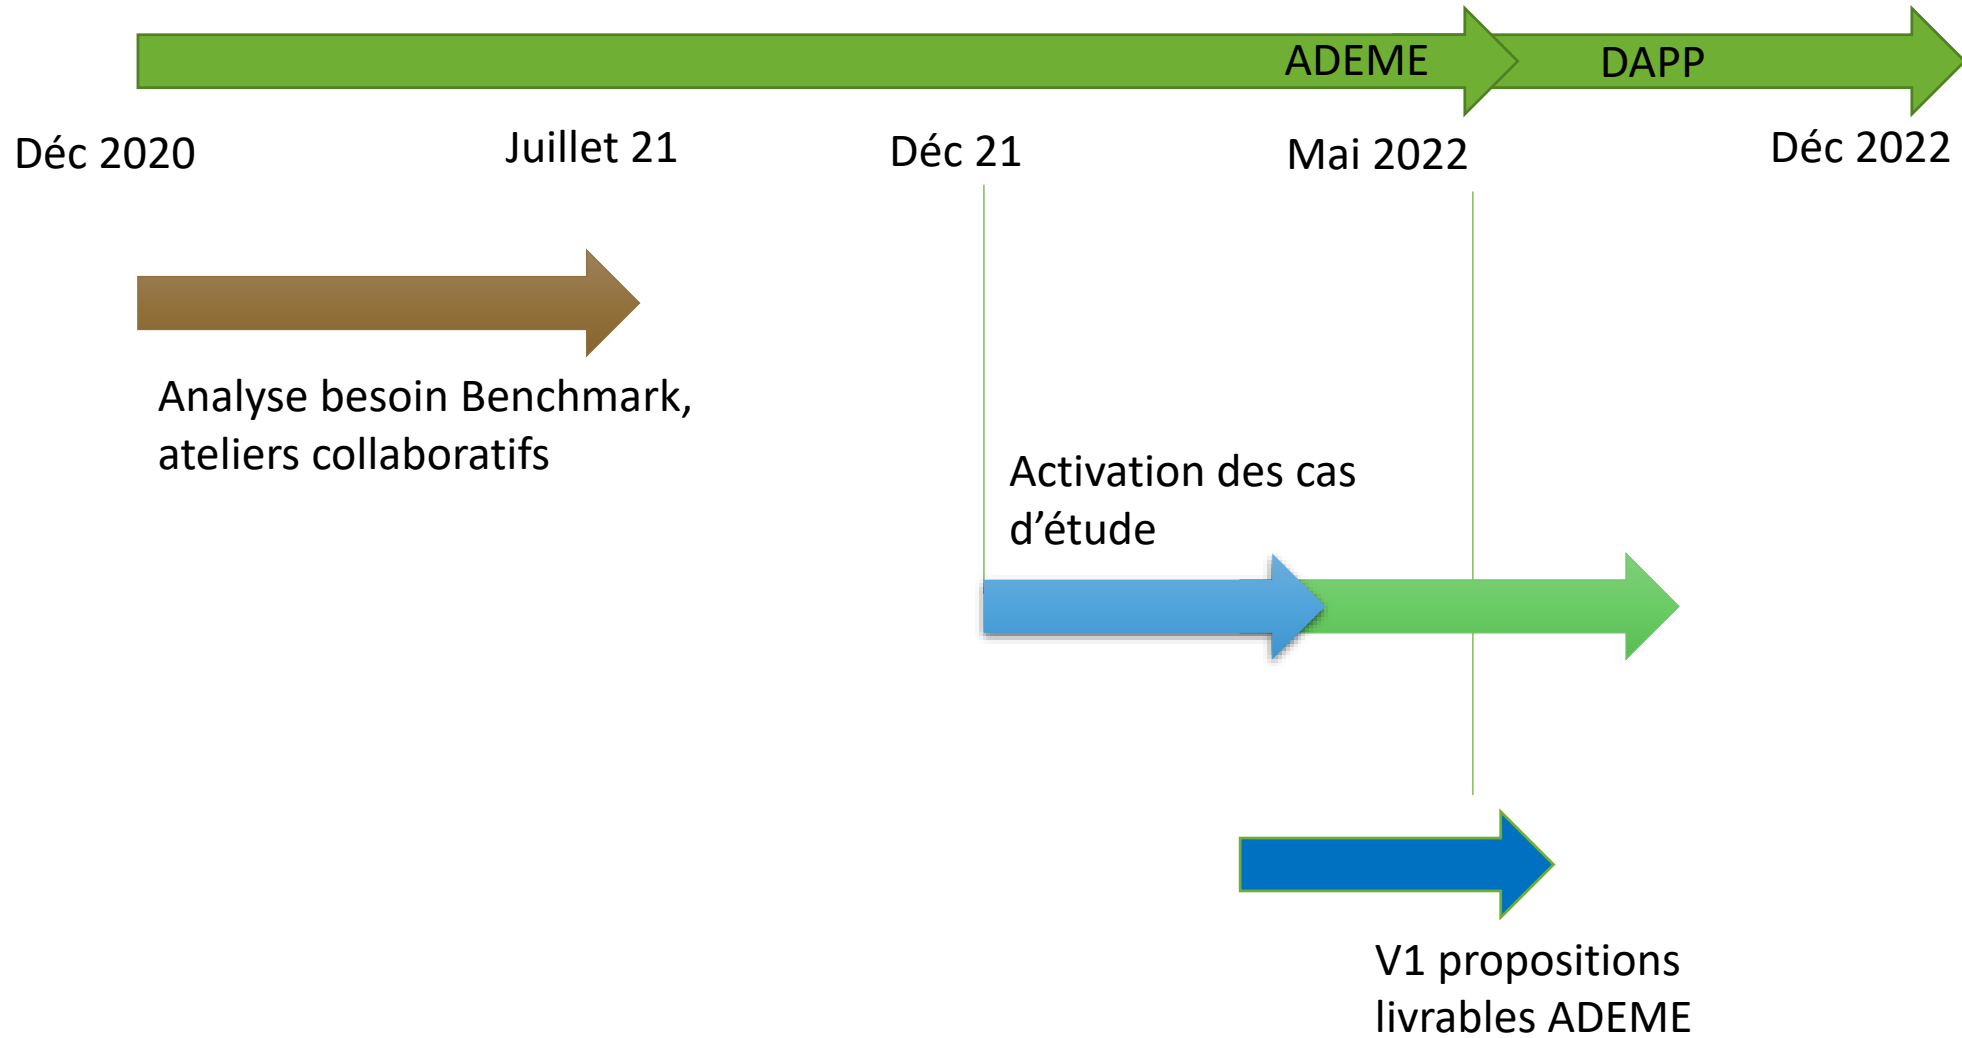 ADEME
DAPP
Déc 2020
Juillet 21
Déc 21
Mai 2022
Déc 2022
Analyse besoin Benchmark,
ateliers collaboratifs
Activation des cas
d’étude
V1 propositions
livrables ADEME